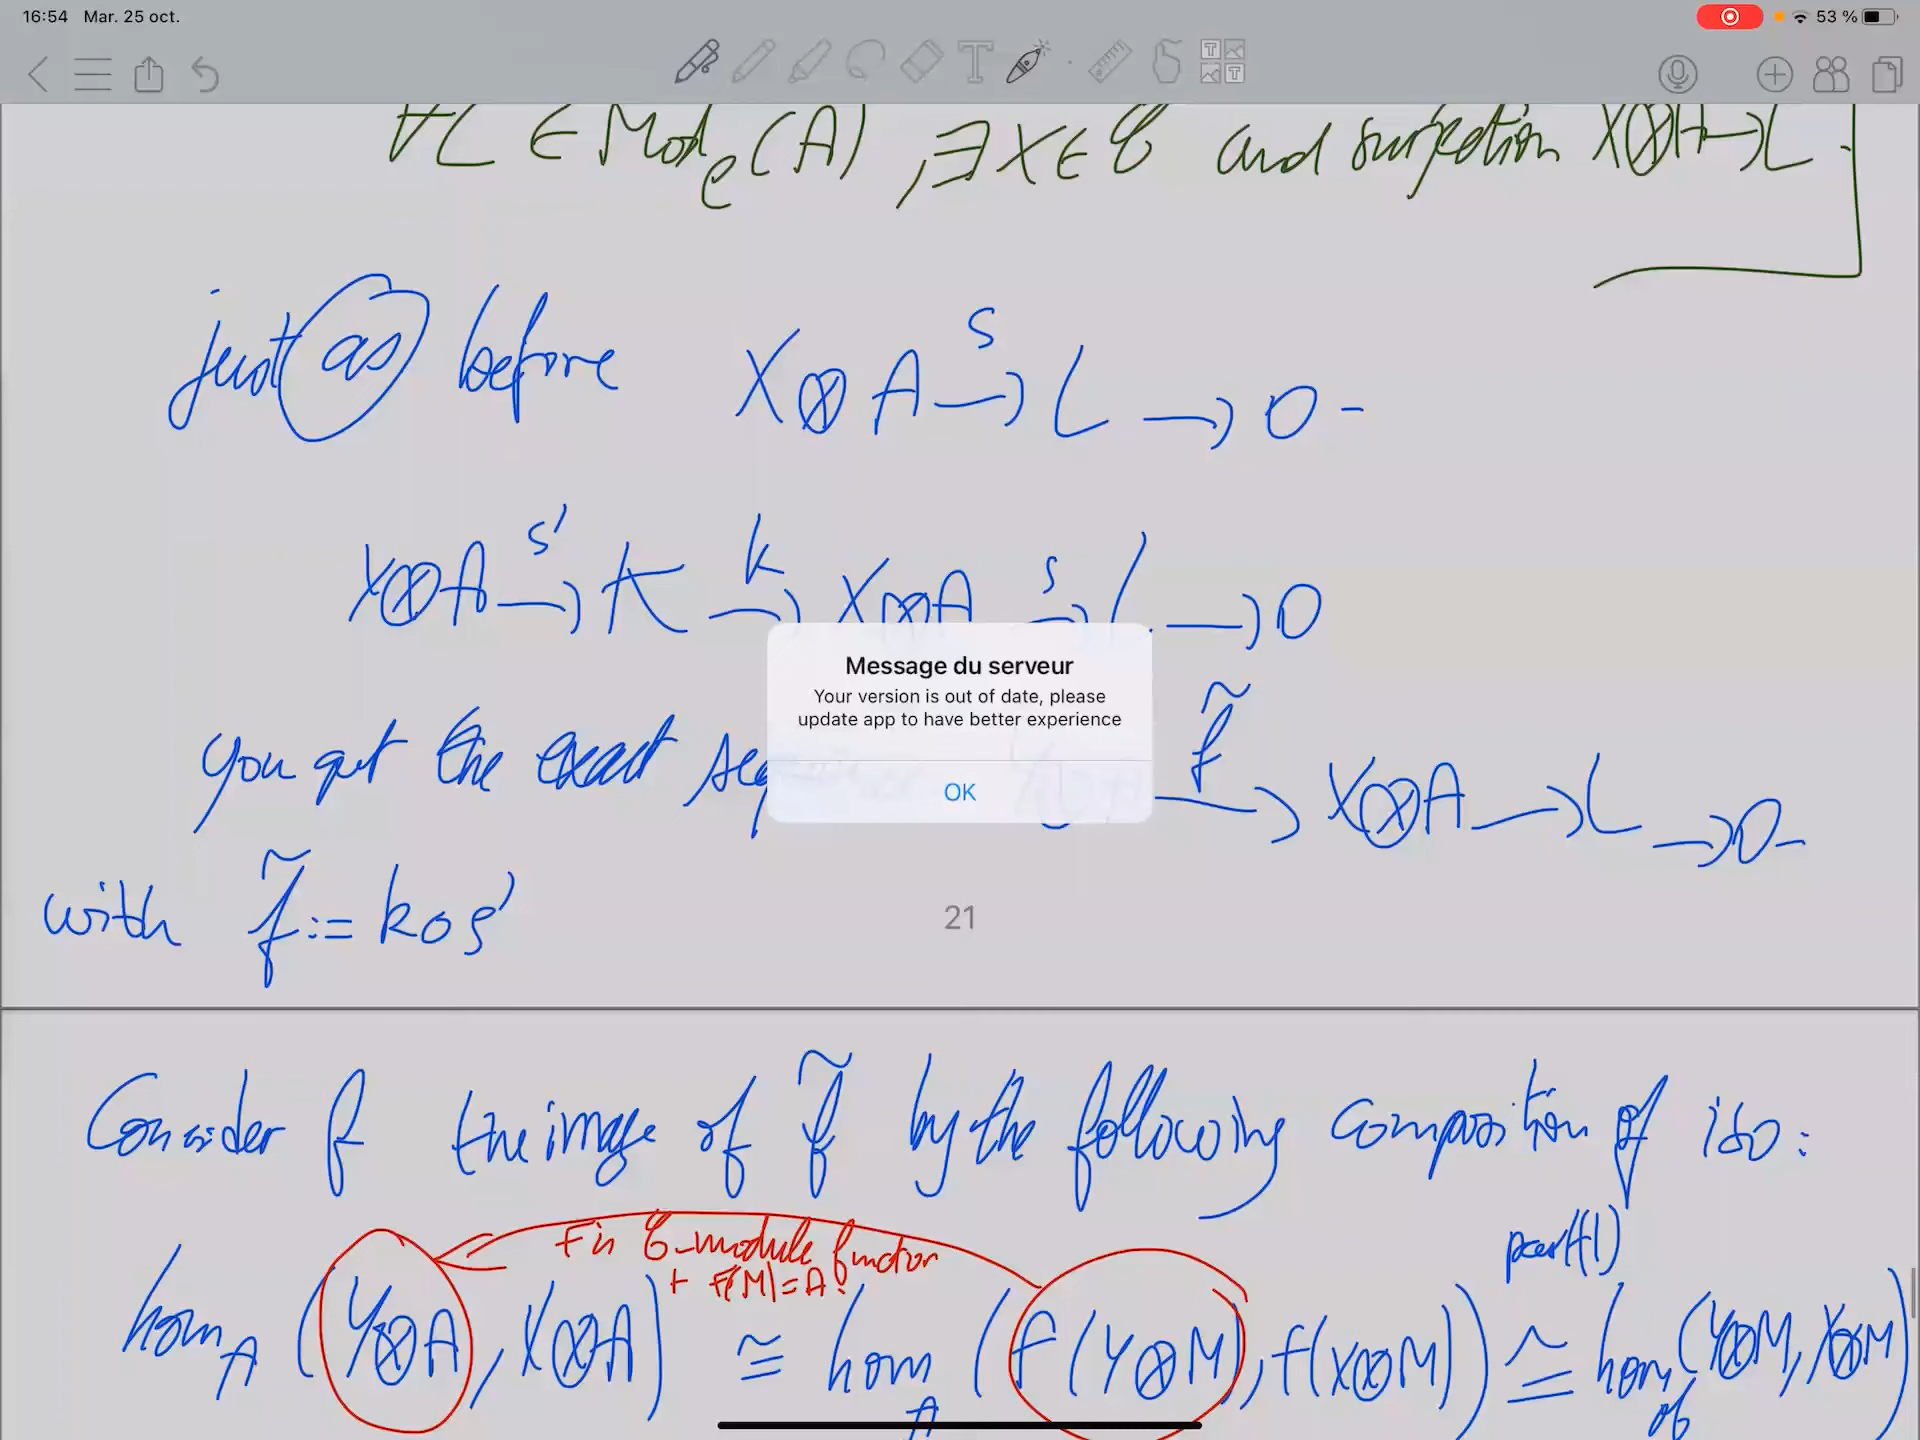 16:54 Mar. 25 oct. 53 %
∀L ∈ Mod_e(A), ∃X∈𝒞 and surjection X⊗A→L.
just as before X⊗A →^s L → 0
X⊗A →^{s'} K →^k X⊗A →^s L → 0
Message du serveur
Your version is out of date, please
update app to have better experience
OK
you get the exact →^{f̃} X⊗A → L → 0
with f̃ := k∘s'
21
Consider f the image of f̃ by the following composition of iso:
F is 𝒞-module functor
+ F(M)=A.
part(1)
hom_A (Y⊗A, X⊗A) ≅ hom_A (F(Y⊗M), F(X⊗M)) ≅ hom (Y⊗M, X⊗M)